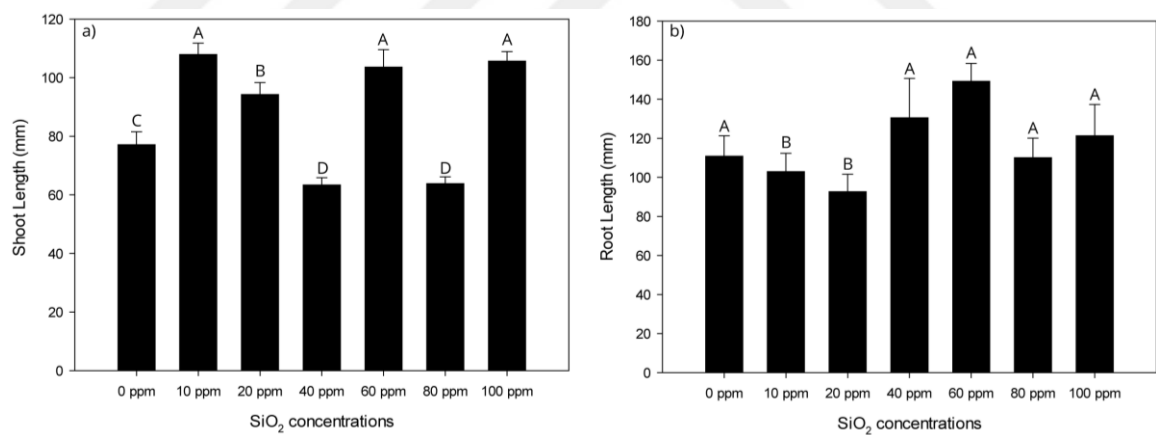 a)
120
100
80
60
40
20
0
Shoot Length (mm)
C
A
B
D
A
D
A
0 ppm 10 ppm 20 ppm 40 ppm 60 ppm 80 ppm 100 ppm
SiO₂ concentrations
b)
180
160
140
120
100
80
60
40
20
0
Root Length (mm)
A
B
B
A
A
A
A
0 ppm 10 ppm 20 ppm 40 ppm 60 ppm 80 ppm 100 ppm
SiO₂ concentrations